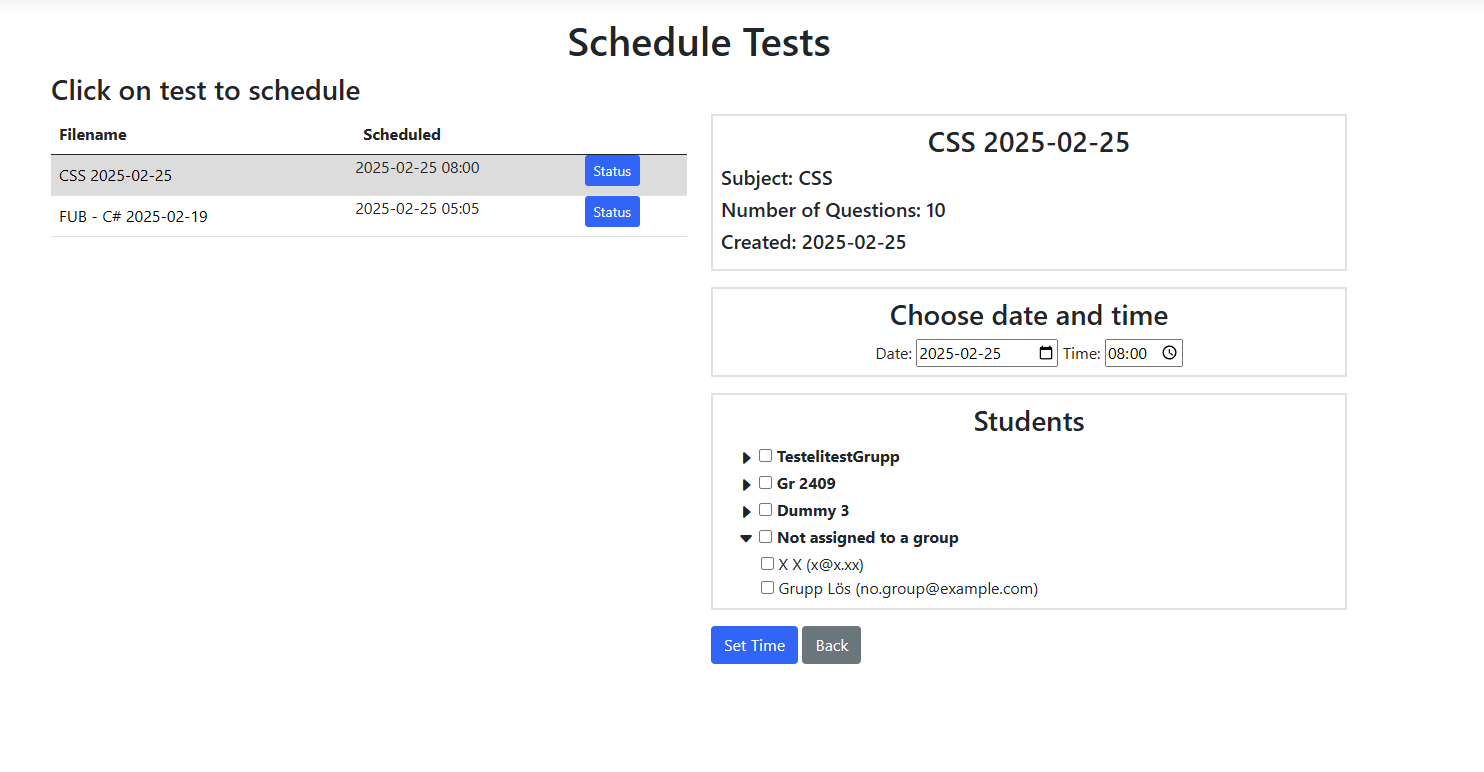 Schedule Tests
Click on test to schedule
Filename Scheduled
CSS 2025-02-25 2025-02-25 08:00 Status
FUB - C# 2025-02-19 2025-02-25 05:05 Status
CSS 2025-02-25
Subject: CSS
Number of Questions: 10
Created: 2025-02-25
Choose date and time
Date: 2025-02-25 Time: 08:00
Students
TestelitestGrupp
Gr 2409
Dummy 3
Not assigned to a group
X X (x@x.xx)
Grupp Lös (no.group@example.com)
Set Time Back